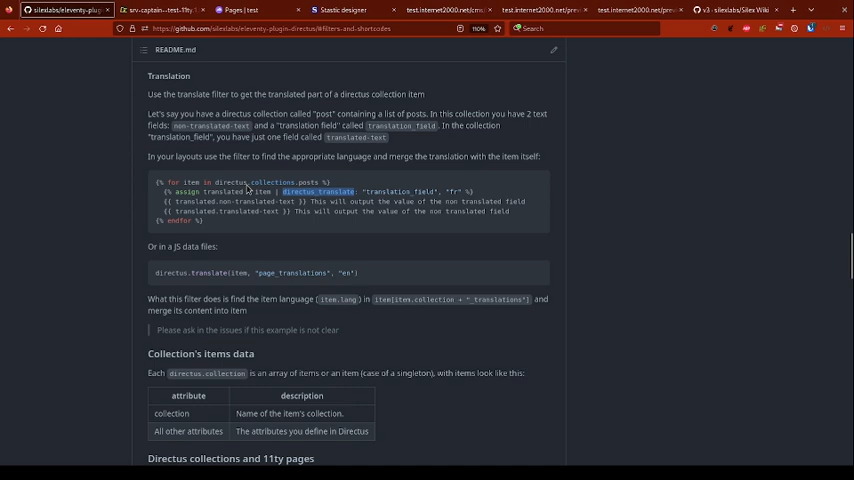 silexlabs/eleventy-plugin-
srv-captain--test-11ty
Pages | test
Stastic designer
test.internet2000.net/cmu
test.internet2000.net/prev
test.internet2000.net/prev
v3 - silexlabs/Silex Wiki
https://github.com/silexlabs/eleventy-plugin-directus/#filters-and-shortcodes
110%
Search
README.md
Translation
Use the translate filter to get the translated part of a directus collection item
Let's say you have a directus collection called "post" containing a list of posts. In this collection you have 2 text
fields: non-translated-text and a "translation field" called translation_field. In the collection
"translation_field", you have just one field called translated-text
In your layouts use the filter to find the appropriate language and merge the translation with the item itself:
{% for item in directus.collections.posts %}
{% assign translated = item | directus_translate: "translation_field", "fr" %}
{{ translated.non-translated-text }} This will output the value of the non translated field
{{ translated.translated-text }} This will output the value of the non translated field
{% endfor %}
Or in a JS data files:
directus.translate(item, "page_translations", "en")
What this filter does is find the item language (item.lang) in item[item.collection + "_translations"] and
merge its content into item
Please ask in the issues if this example is not clear
Collection's items data
Each directus.collection is an array of items or an item (case of a singleton), with items look like this:
attribute description
collection Name of the item's collection.
All other attributes The attributes you define in Directus
Directus collections and 11ty pages